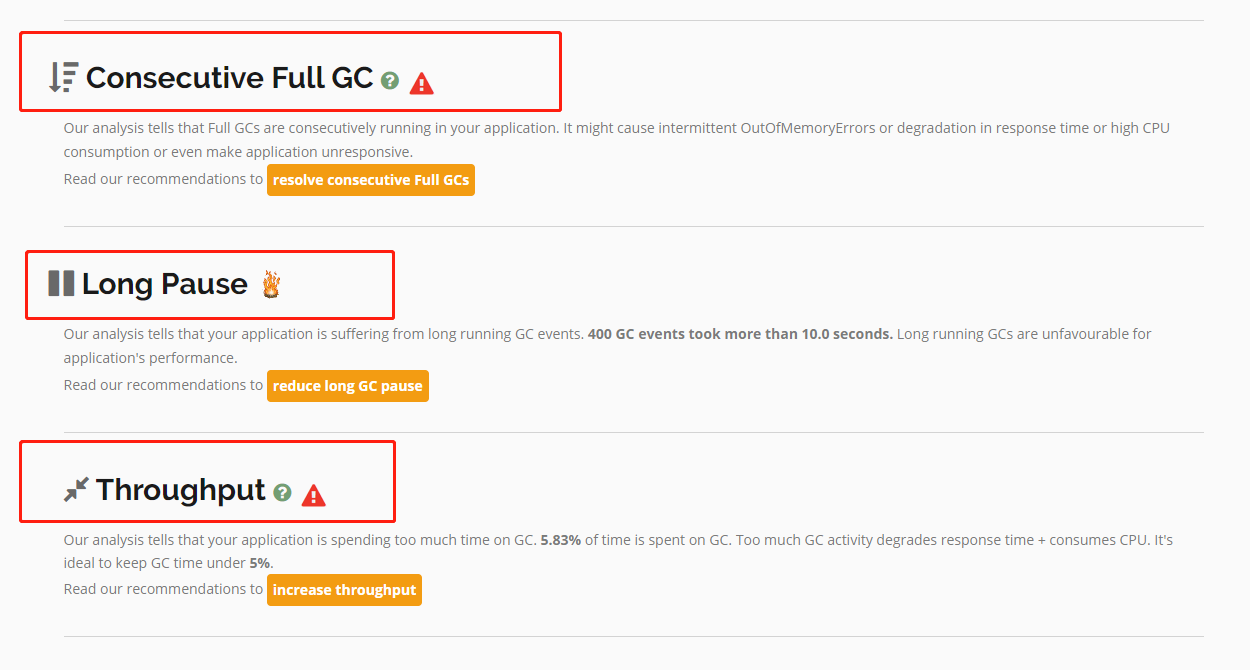 Consecutive Full GC
Our analysis tells that Full GCs are consecutively running in your application. It might cause intermittent OutOfMemoryErrors or degradation in response time or high CPU
consumption or even make application unresponsive.
Read our recommendations to resolve consecutive Full GCs
Long Pause
Our analysis tells that your application is suffering from long running GC events. 400 GC events took more than 10.0 seconds. Long running GCs are unfavourable for
application's performance.
Read our recommendations to reduce long GC pause
Throughput
Our analysis tells that your application is spending too much time on GC. 5.83% of time is spent on GC. Too much GC activity degrades response time + consumes CPU. It's
ideal to keep GC time under 5%.
Read our recommendations to increase throughput